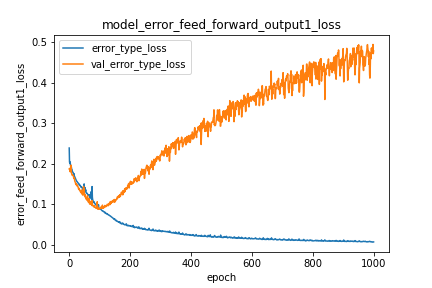 model_error_feed_forward_output1_loss
error_type_loss
val_error_type_loss
error_feed_forward_output1_loss
0.5
0.4
0.3
0.2
0.1
0.0
0 200 400 600 800 1000
epoch